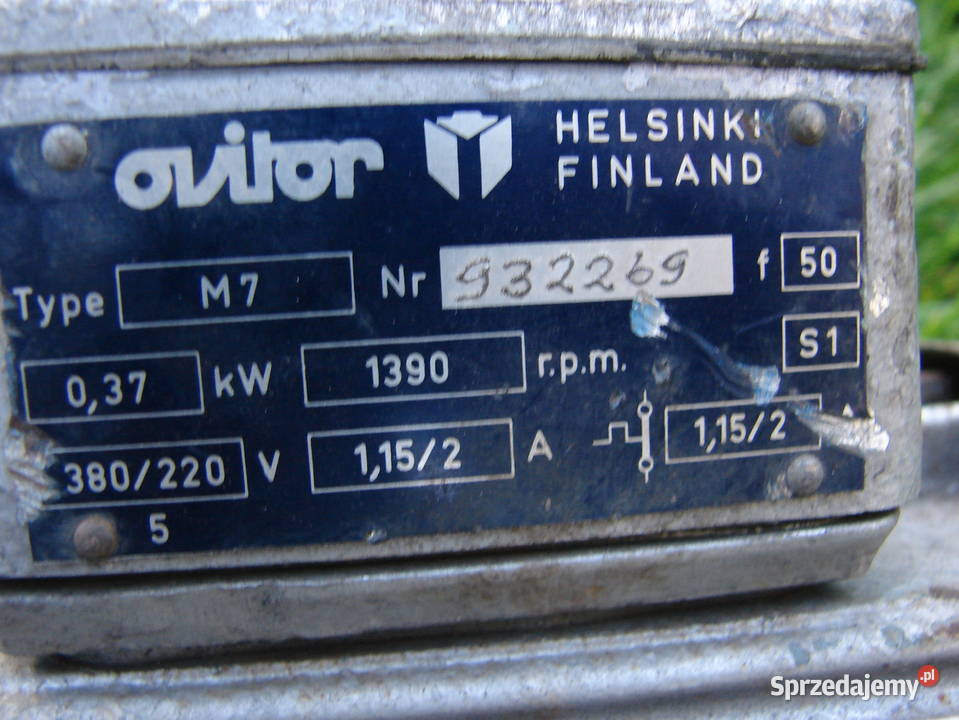 ovitor HELSINKI
FINLAND
Type M7 Nr 932269 f 50
0,37 kW 1390 r.p.m. S1
380/220 V 1,15/2 A 1,15/2 A
5
Sprzedajemy.pl